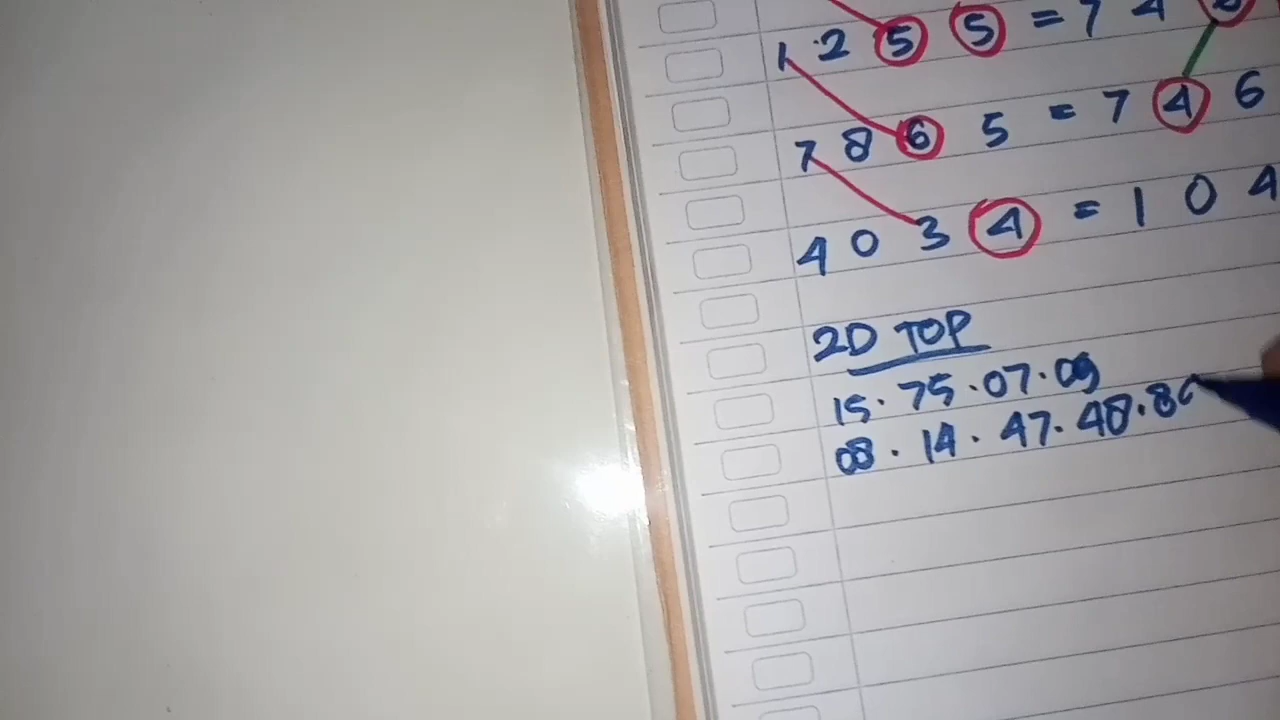 1 2 5 5 = 7 4
7 8 6 5 = 7 4 6
4 0 3 4 = 1 0 4
2D TOP
15. 75. 07. 09
08. 14. 47. 48. 8